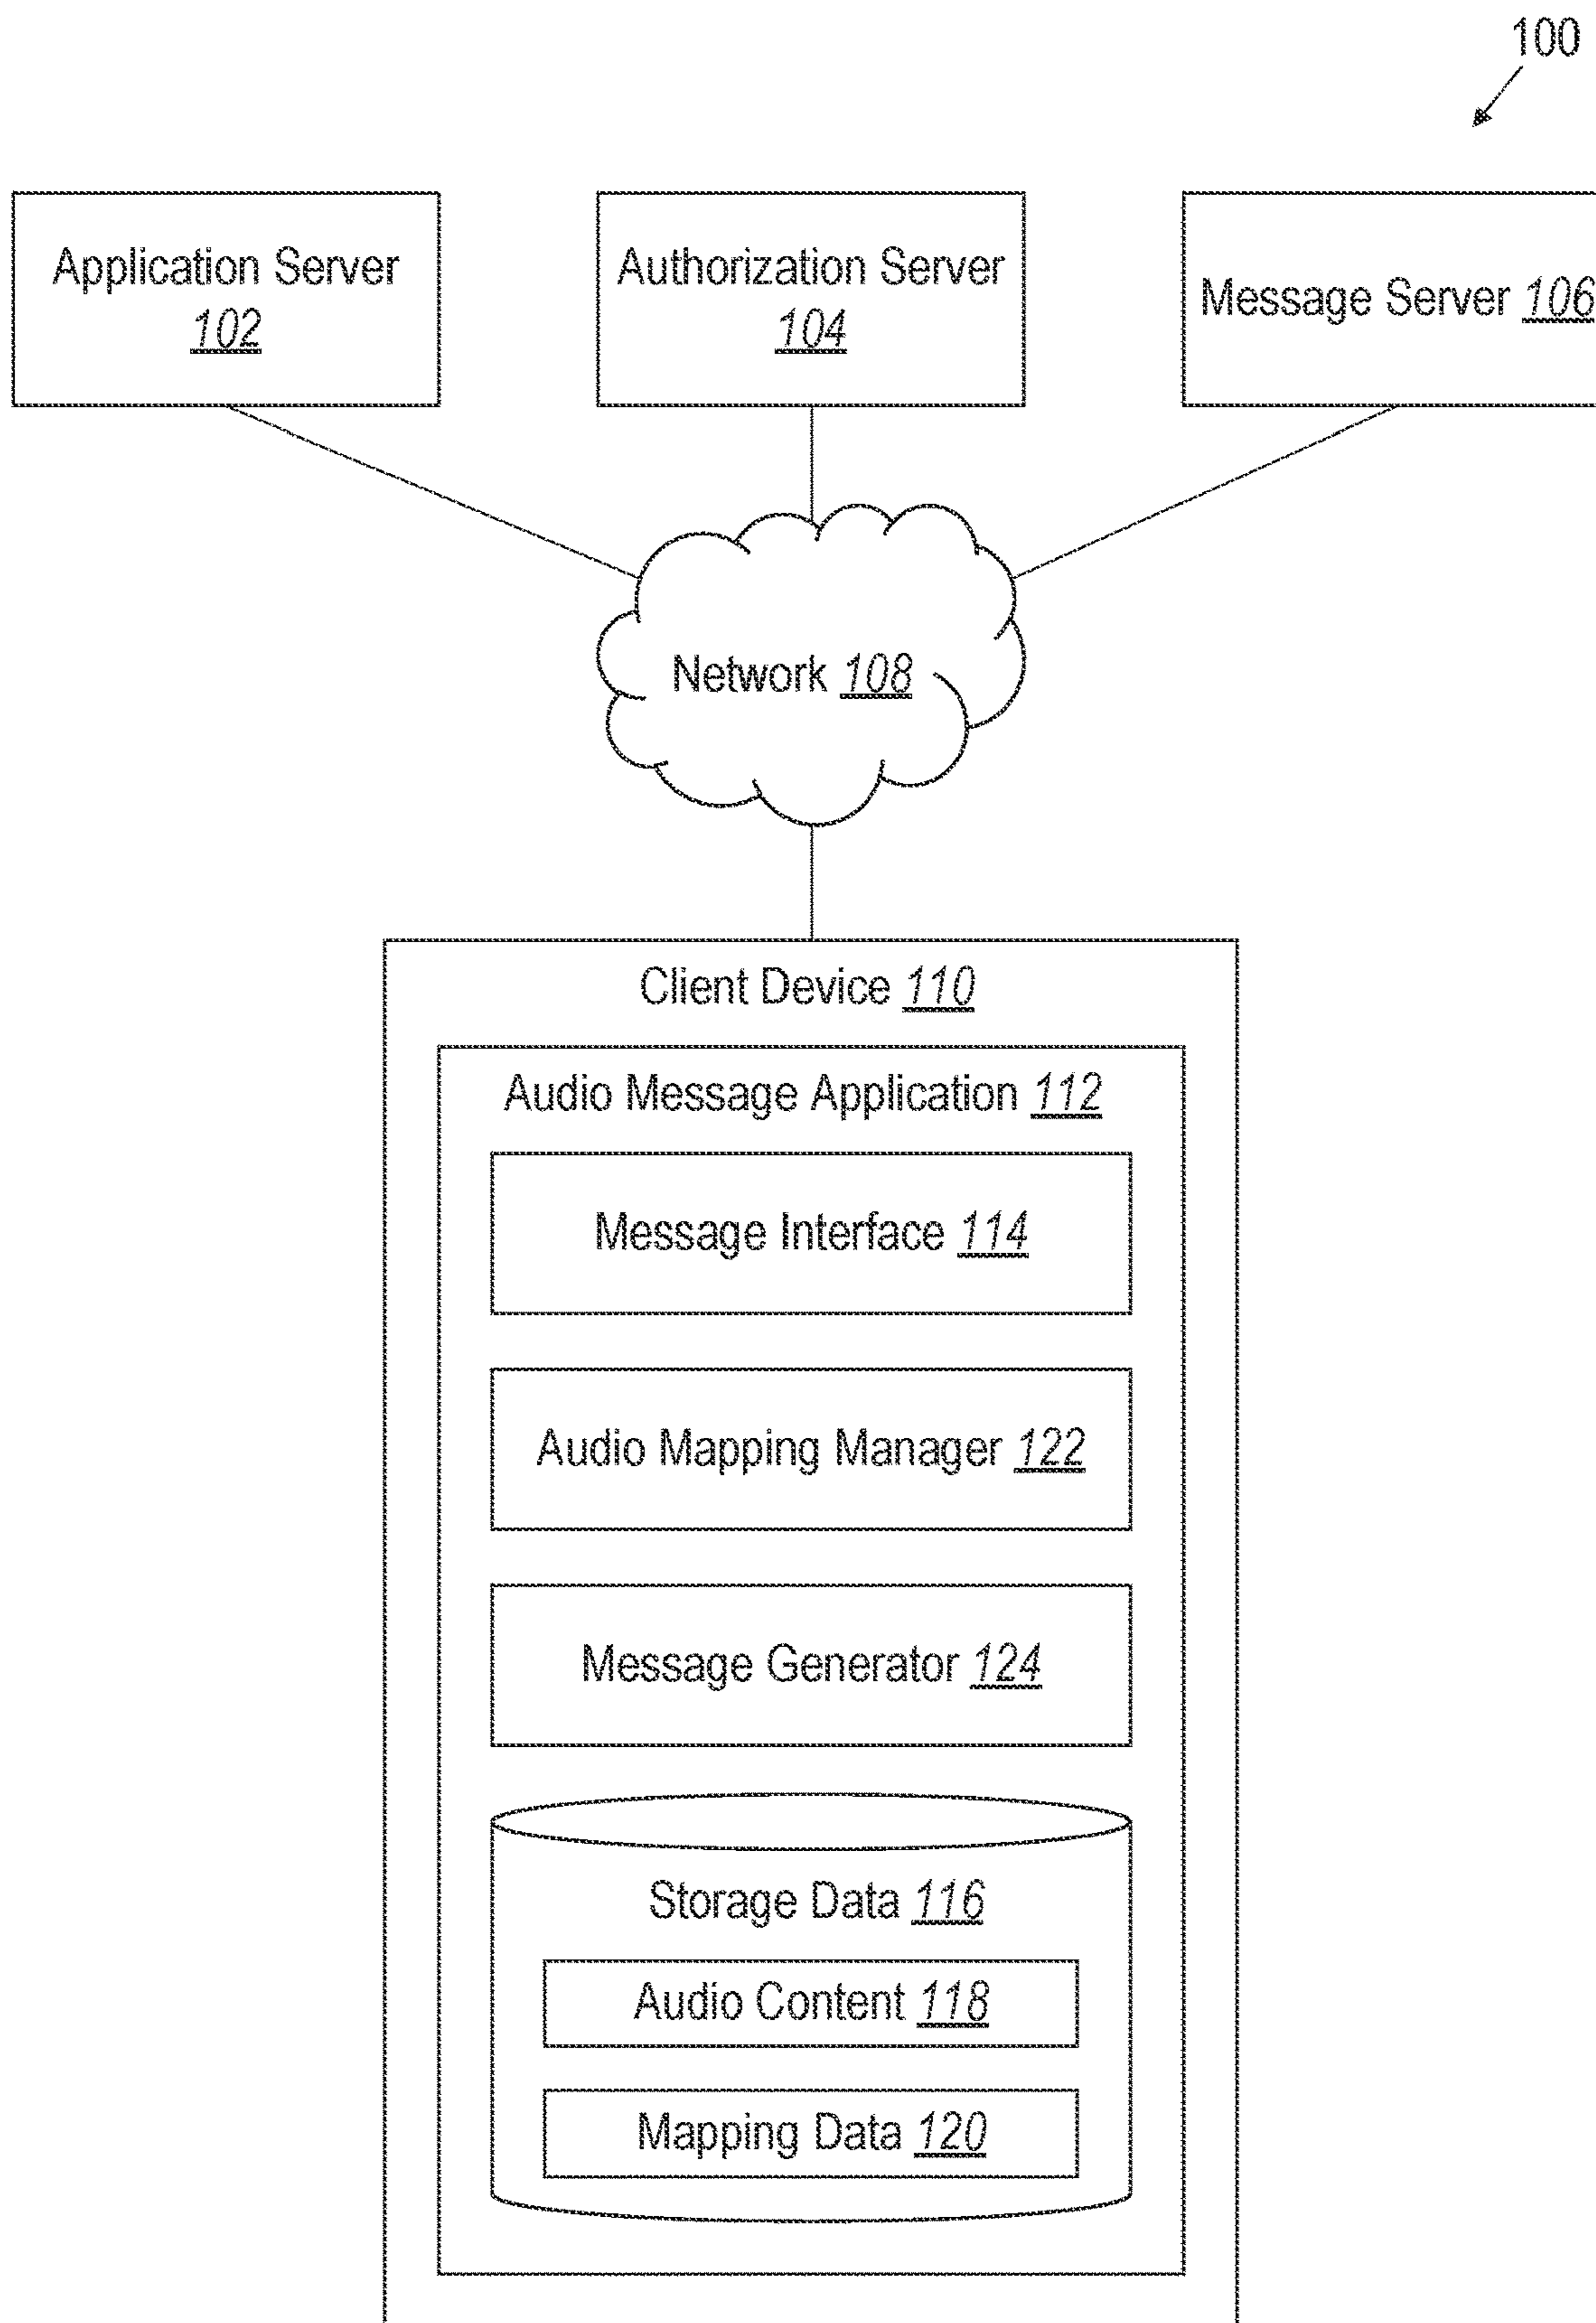 100
Application Server
102
Authorization Server
104
Message Server 106
Network 108
Client Device 110
Audio Message Application 112
Message Interface 114
Audio Mapping Manager 122
Message Generator 124
Storage Data 116
Audio Content 118
Mapping Data 120